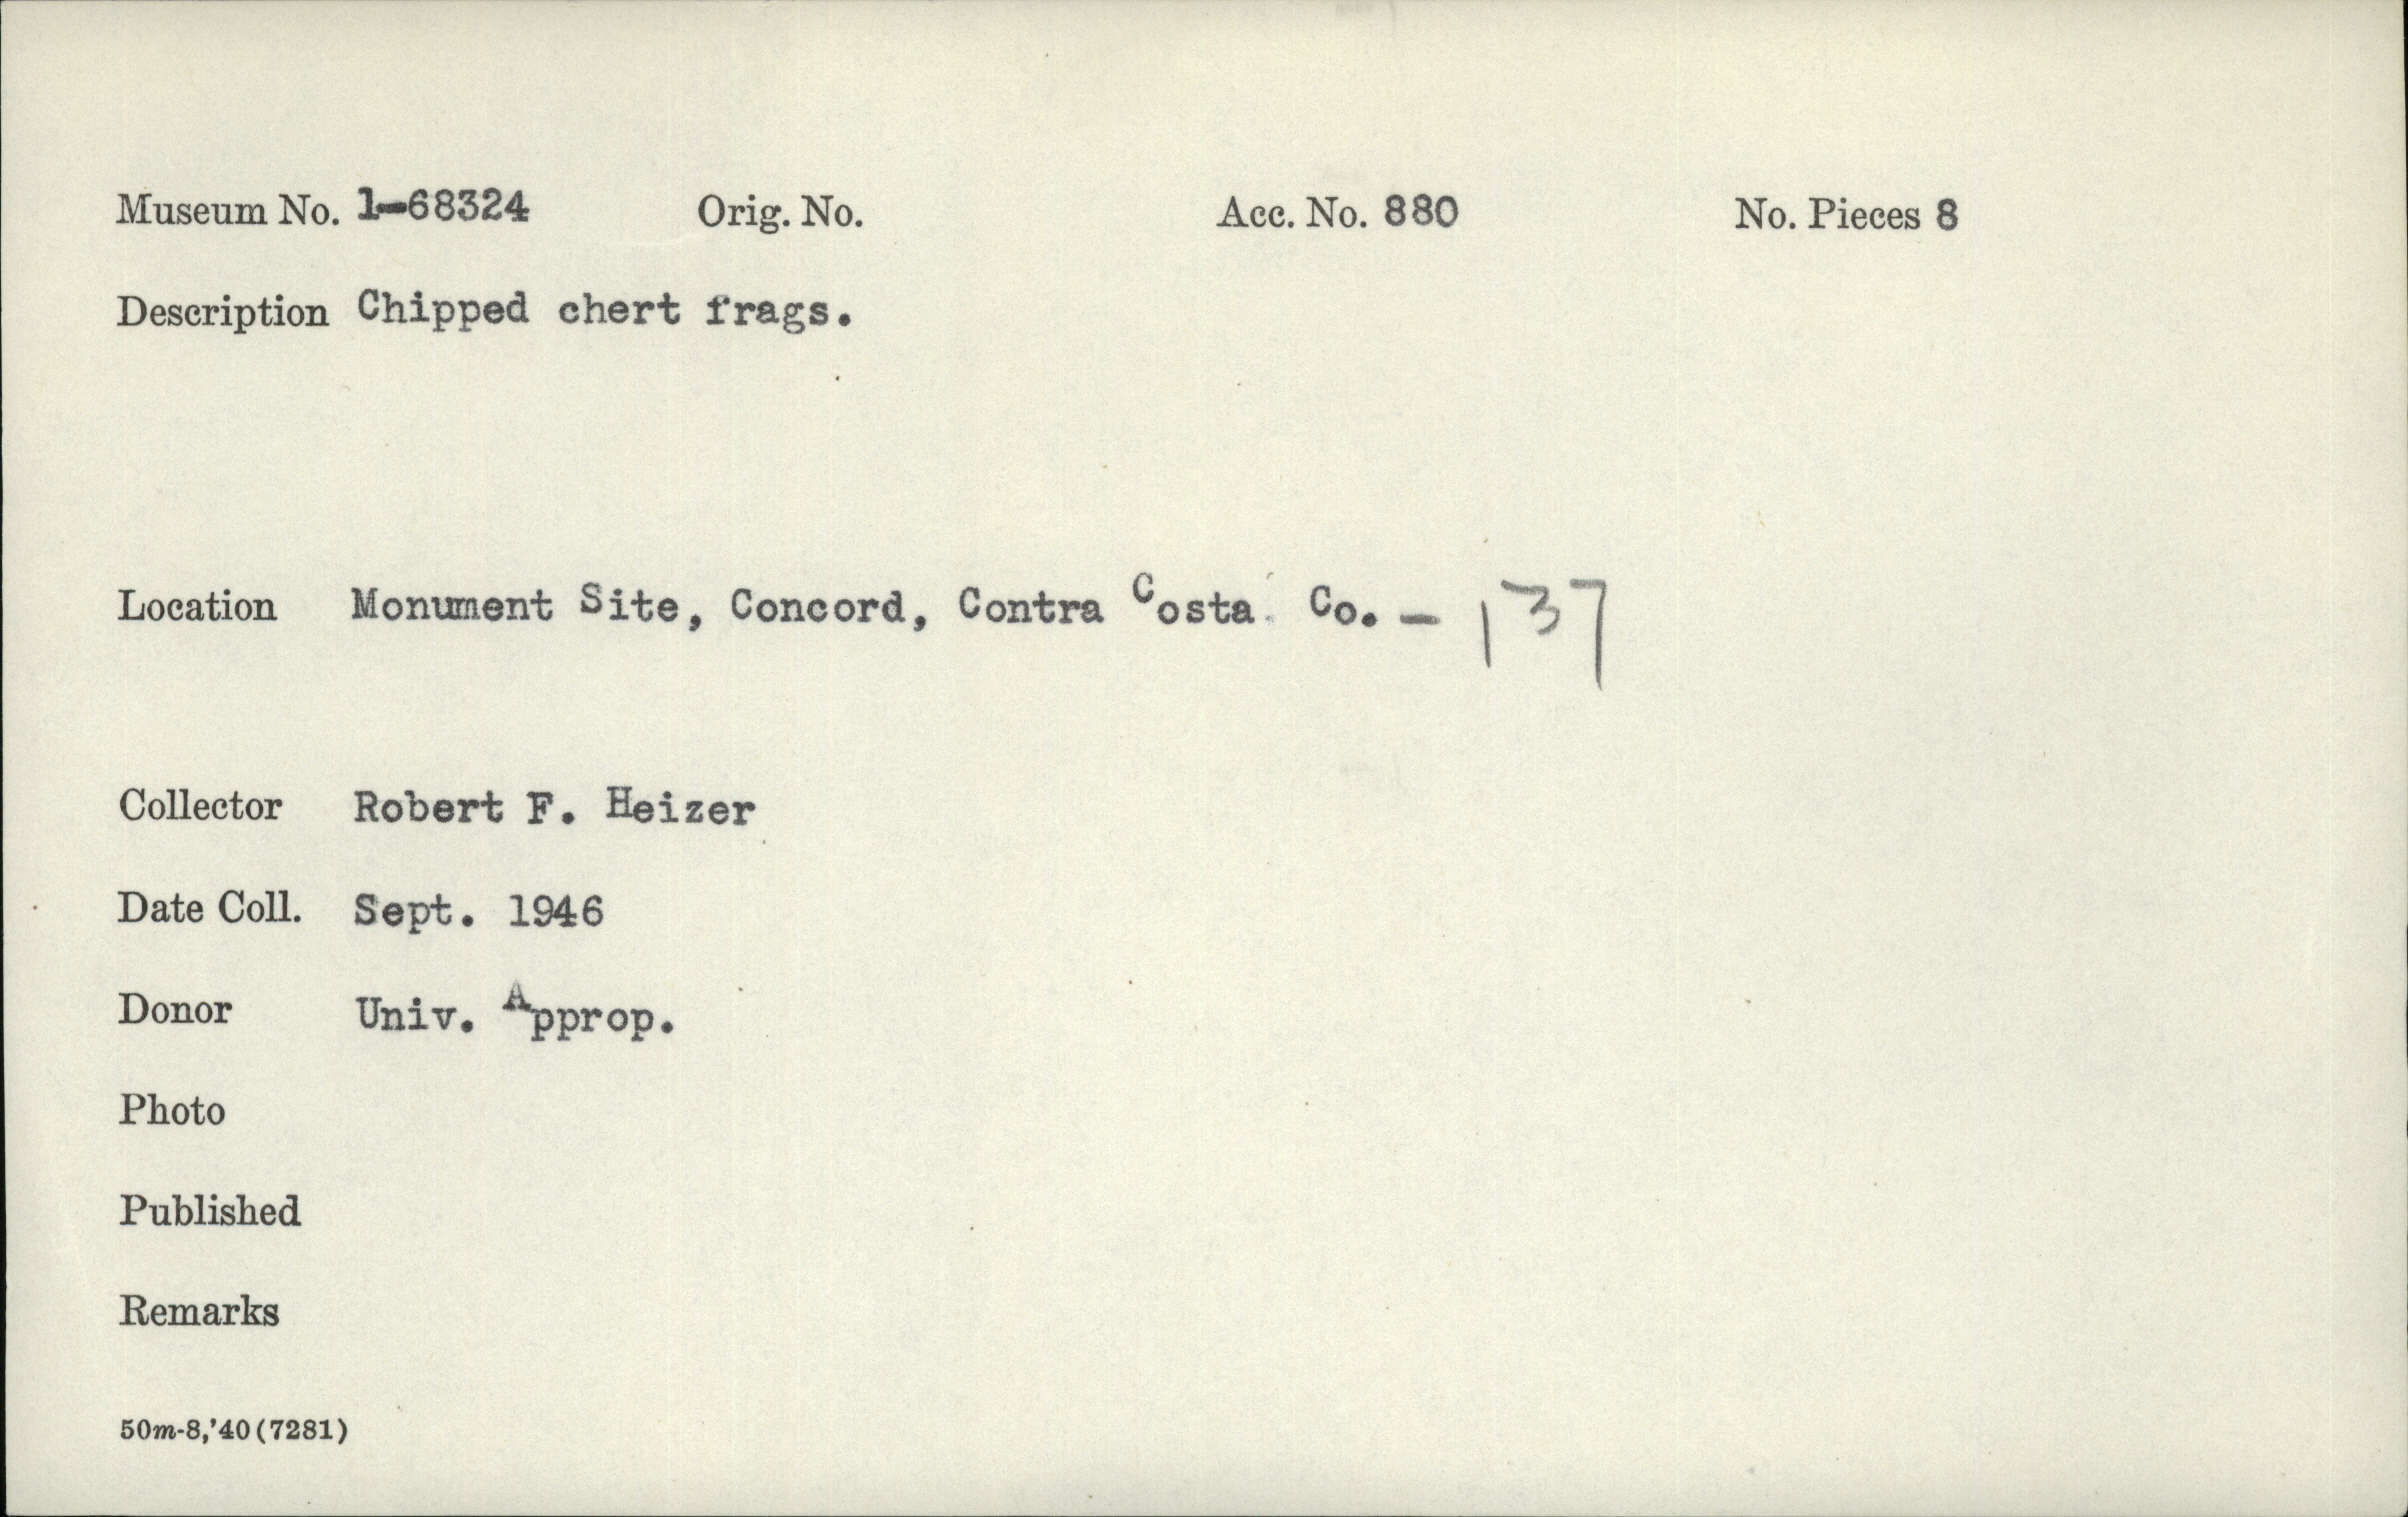 Museum No. 1-68324 Orig. No. Acc. No. 880 No. Pieces 8
Description Chipped chert frags.
Location Monument Site, Concord, Contra Costa Co. - 137
Collector Robert F. Heizer
Date Coll. Sept. 1946
Donor Univ. Approp.
Photo
Published
Remarks
50m-8,'40(7281)